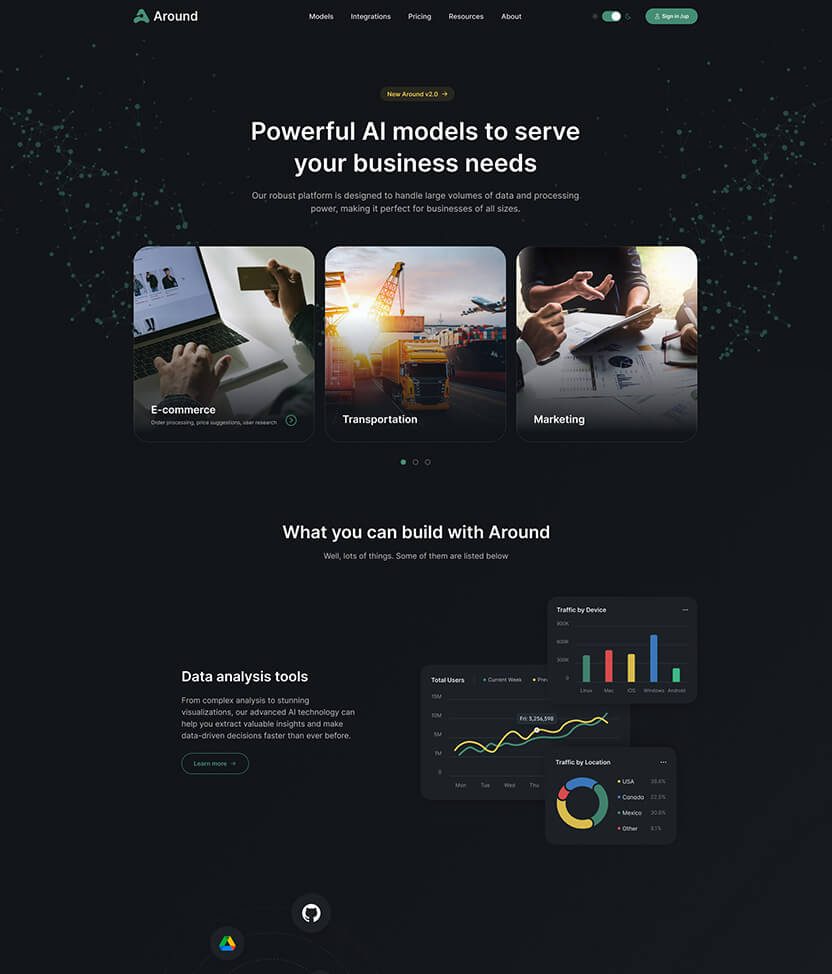 Around
Models
Integrations
Pricing
Resources
About
Sign in /up
New Around v2.0
Powerful AI models to serve
your business needs
Our robust platform is designed to handle large volumes of data and processing
power, making it perfect for businesses of all sizes.
E-commerce
Order processing, price suggestions, user research
Transportation
Marketing
What you can build with Around
Well, lots of things. Some of them are listed below
Data analysis tools
From complex analysis to stunning
visualizations, our advanced AI technology can
help you extract valuable insights and make
data-driven decisions faster than ever before.
Learn more
Traffic by Device
900K
600K
300K
0
Linux
Mac
iOS
Windows
Android
Total Users
Current Week
Prev
15M
10M
5M
1M
0
Fri: 3,256,598
Mon
Tue
Wed
Thu
Traffic by Location
USA
Canada
22.5%
Mexico
30.8%
Other
8.1%